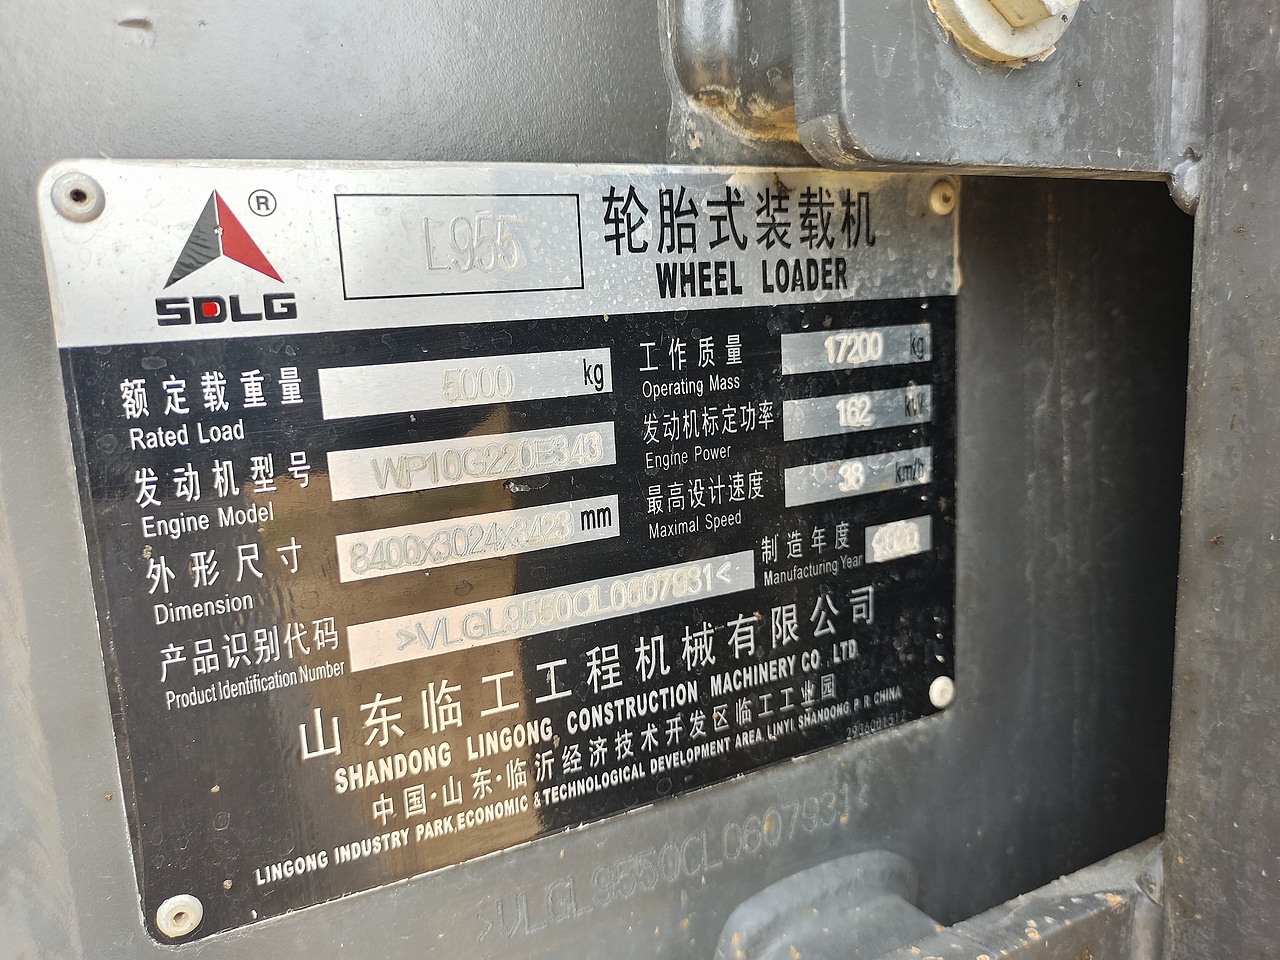 SDLG ®
L955
轮胎式装载机
WHEEL LOADER
额定载重量 5000 kg
Rated Load
工作质量 17200 kg
Operating Mass
发动机型号 WP10G220E343
Engine Model
发动机标定功率 162 kW
Engine Power
外形尺寸 8400x3024x3423 mm
Dimension
最高设计速度 38 km/h
Maximal Speed
产品识别代码 >VLGL9550CL0607931<
Product Identification Number
制造年度 2020
Manufacturing Year
山东临工工程机械有限公司
SHANDONG LINGONG CONSTRUCTION MACHINERY CO .LTD
中国·山东·临沂经济技术开发区临工工业园
LINGONG INDUSTRY PARK,ECONOMIC & TECHNOLOGICAL DEVELOPMENT AREA, LINYI, SHANDONG P R CHINA
2936001512
>VLGL9550CL0607931<